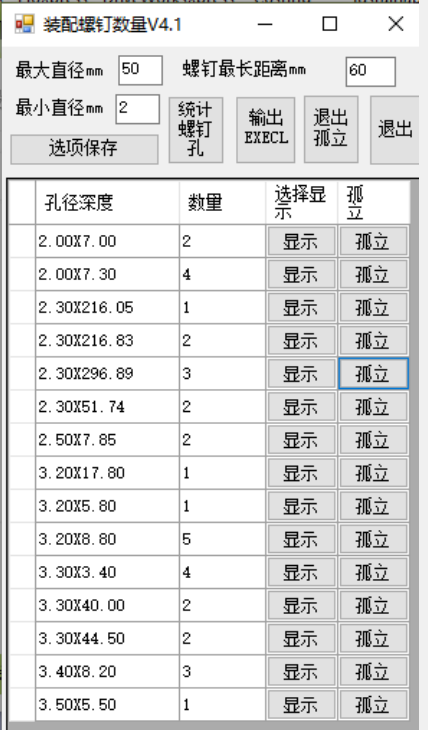 装配螺钉数量V4.1
最大直径mm 50 螺钉最长距离mm 60
最小直径mm 2
选项保存
统计
螺钉
孔
输出
EXECL
退出
孤立
退出
孔径深度 数量 选择显示 孤立
2.00X7.00 2 显示 孤立
2.00X7.30 4 显示 孤立
2.30X216.05 1 显示 孤立
2.30X216.83 2 显示 孤立
2.30X296.89 3 显示 孤立
2.30X51.74 2 显示 孤立
2.50X7.85 2 显示 孤立
3.20X17.80 1 显示 孤立
3.20X5.80 1 显示 孤立
3.20X8.80 5 显示 孤立
3.30X3.40 4 显示 孤立
3.30X40.00 2 显示 孤立
3.30X44.50 2 显示 孤立
3.40X8.20 3 显示 孤立
3.50X5.50 1 显示 孤立